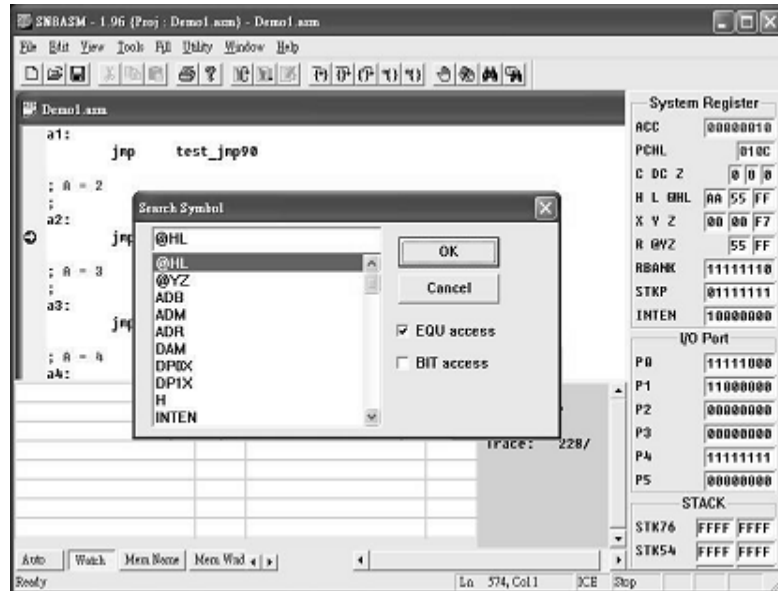 SN8ASM - 1.96 {Proj : Demo1.asm} - Demo1.asm
File Edit View Tools Fill Utility Window Help
Demo1.asm
a1:
jmp test_jmp90
; A = 2
;
a2:
; A = 3
;
a3:
; A = 4
a4:
Search Symbol
@HL
@HL
@YZ
ADB
ADM
ADR
DAM
DP0X
DP1X
H
INTEN
OK
Cancel
EQU access
BIT access
Trace: 228/
System Register
ACC 00000010
PCHL 010C
C DC Z 0 0 0
H L @HL AA 55 FF
X Y Z 00 00 F7
R @YZ 55 FF
RBANK 11111110
STKP 01111111
INTEN 10000000
I/O Port
P0 11111000
P1 11000000
P2 00000000
P3 00000000
P4 11111111
P5 00000000
STACK
STK76 FFFF FFFF
STK54 FFFF FFFF
Auto Watch Mem Name Mem Wnd
Ready Ln 574, Col 1 ICE Stop